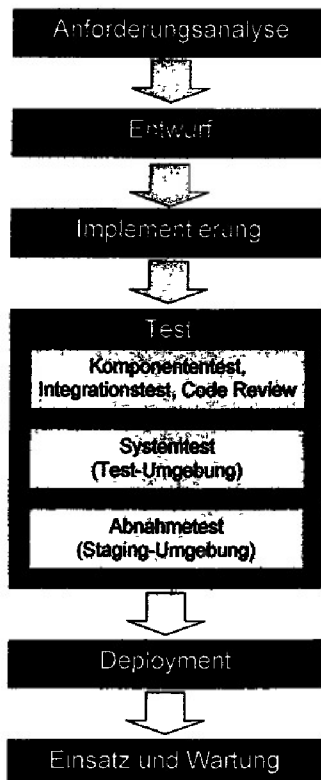 Anforderungsanalyse
Entwurf
Implementierung
Test
Komponententest,
Integrationstest, Code Review
Systemtest
(Test-Umgebung)
Abnahmetest
(Staging-Umgebung)
Deployment
Einsatz und Wartung